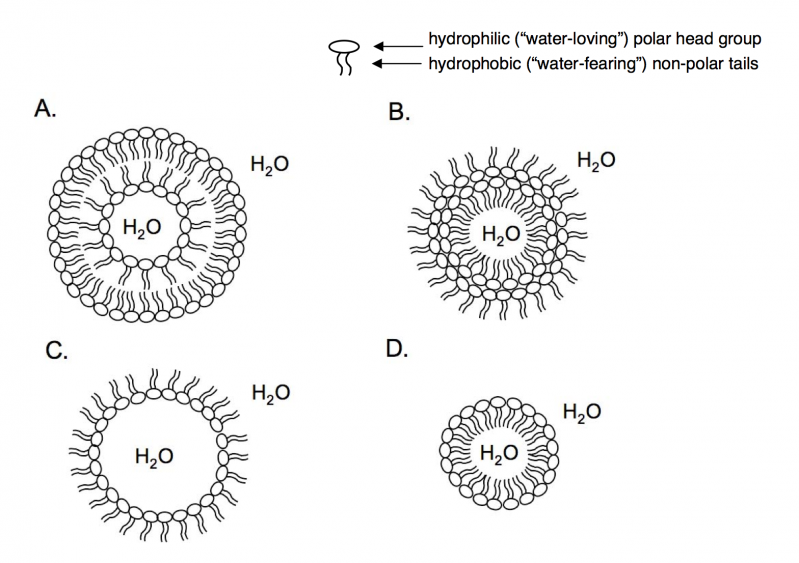 hydrophilic (“water-loving”) polar head group
hydrophobic (“water-fearing”) non-polar tails
A.
H₂O
H₂O
B.
H₂O
H₂O
C.
H₂O
H₂O
D.
H₂O
H₂O